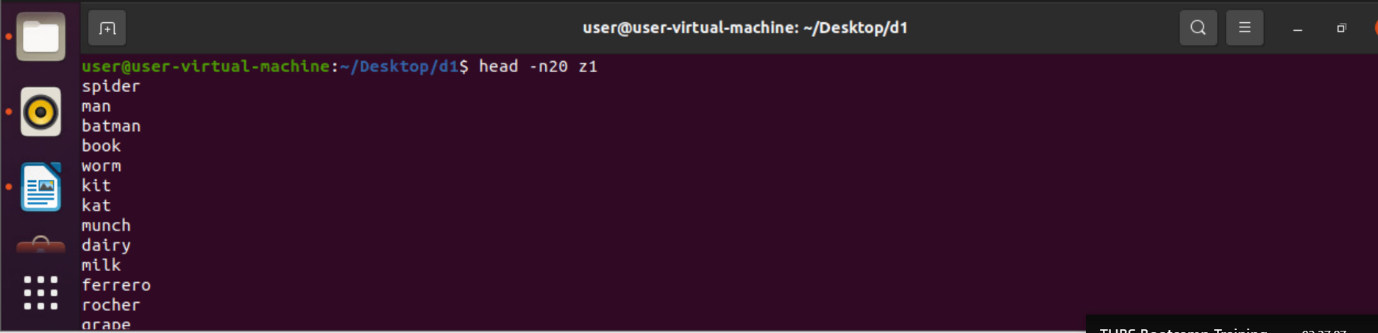 user@user-virtual-machine: ~/Desktop/d1
user@user-virtual-machine:~/Desktop/d1$ head -n20 z1
spider
man
batman
book
worm
kit
kat
munch
dairy
milk
ferrero
rocher
grape